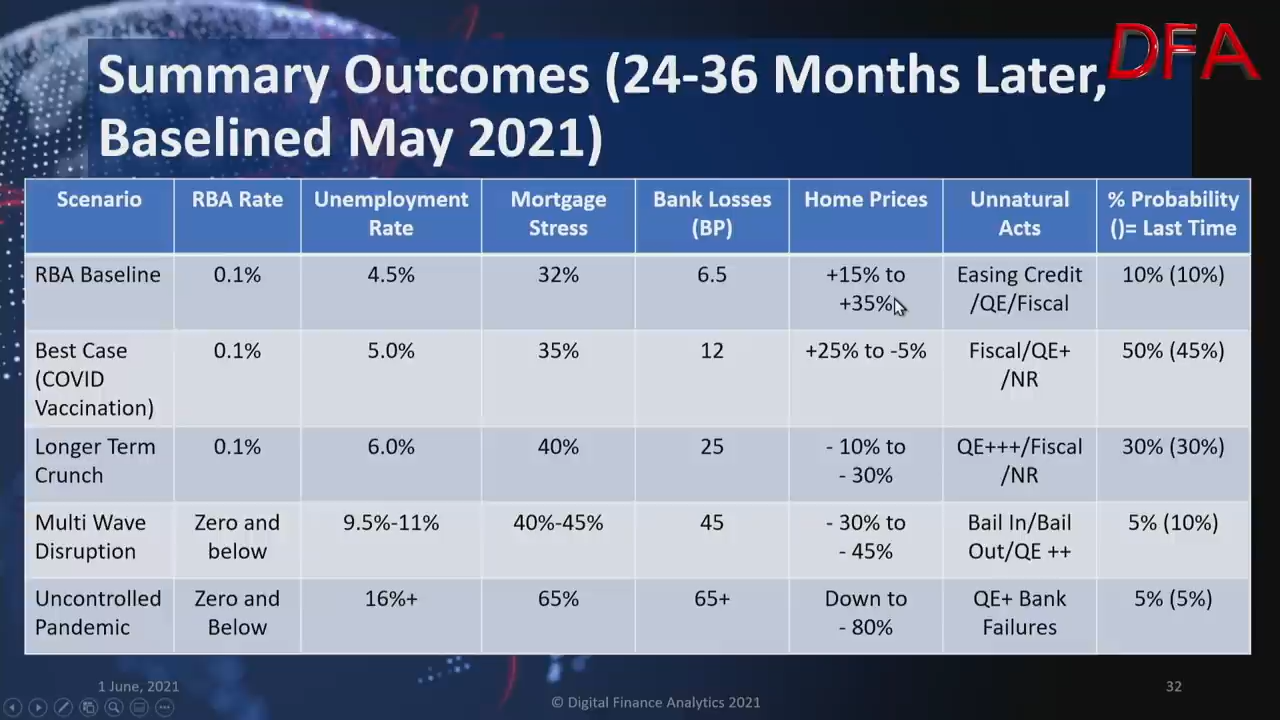 DFA
Summary Outcomes (24-36 Months Later,
Baselined May 2021)
Scenario
RBA Rate
Unemployment
Rate
Mortgage
Stress
Bank Losses
(BP)
Home Prices
Unnatural
Acts
% Probability
()= Last Time
RBA Baseline
0.1%
4.5%
32%
6.5
+15% to
+35%
Easing Credit
/QE/Fiscal
10% (10%)
Best Case
(COVID
Vaccination)
0.1%
5.0%
35%
12
+25% to -5%
Fiscal/QE+
/NR
50% (45%)
Longer Term
Crunch
0.1%
6.0%
40%
25
- 10% to
- 30%
QE+++/Fiscal
/NR
30% (30%)
Multi Wave
Disruption
Zero and
below
9.5%-11%
40%-45%
45
- 30% to
- 45%
Bail In/Bail
Out/QE ++
5% (10%)
Uncontrolled
Pandemic
Zero and
Below
16%+
65%
65+
Down to
- 80%
QE+ Bank
Failures
5% (5%)
1 June, 2021
© Digital Finance Analytics 2021
32